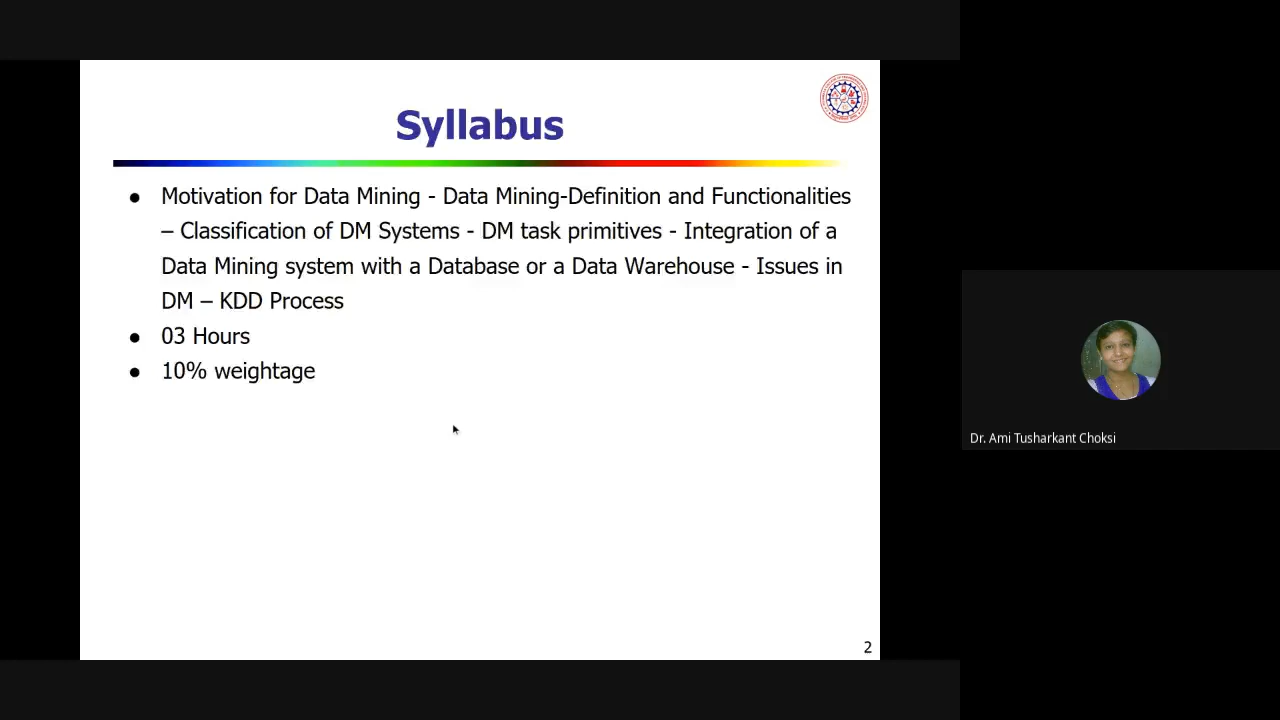 Syllabus
● Motivation for Data Mining - Data Mining-Definition and Functionalities
– Classification of DM Systems - DM task primitives - Integration of a
Data Mining system with a Database or a Data Warehouse - Issues in
DM – KDD Process
● 03 Hours
● 10% weightage
2
Dr. Ami Tusharkant Choksi